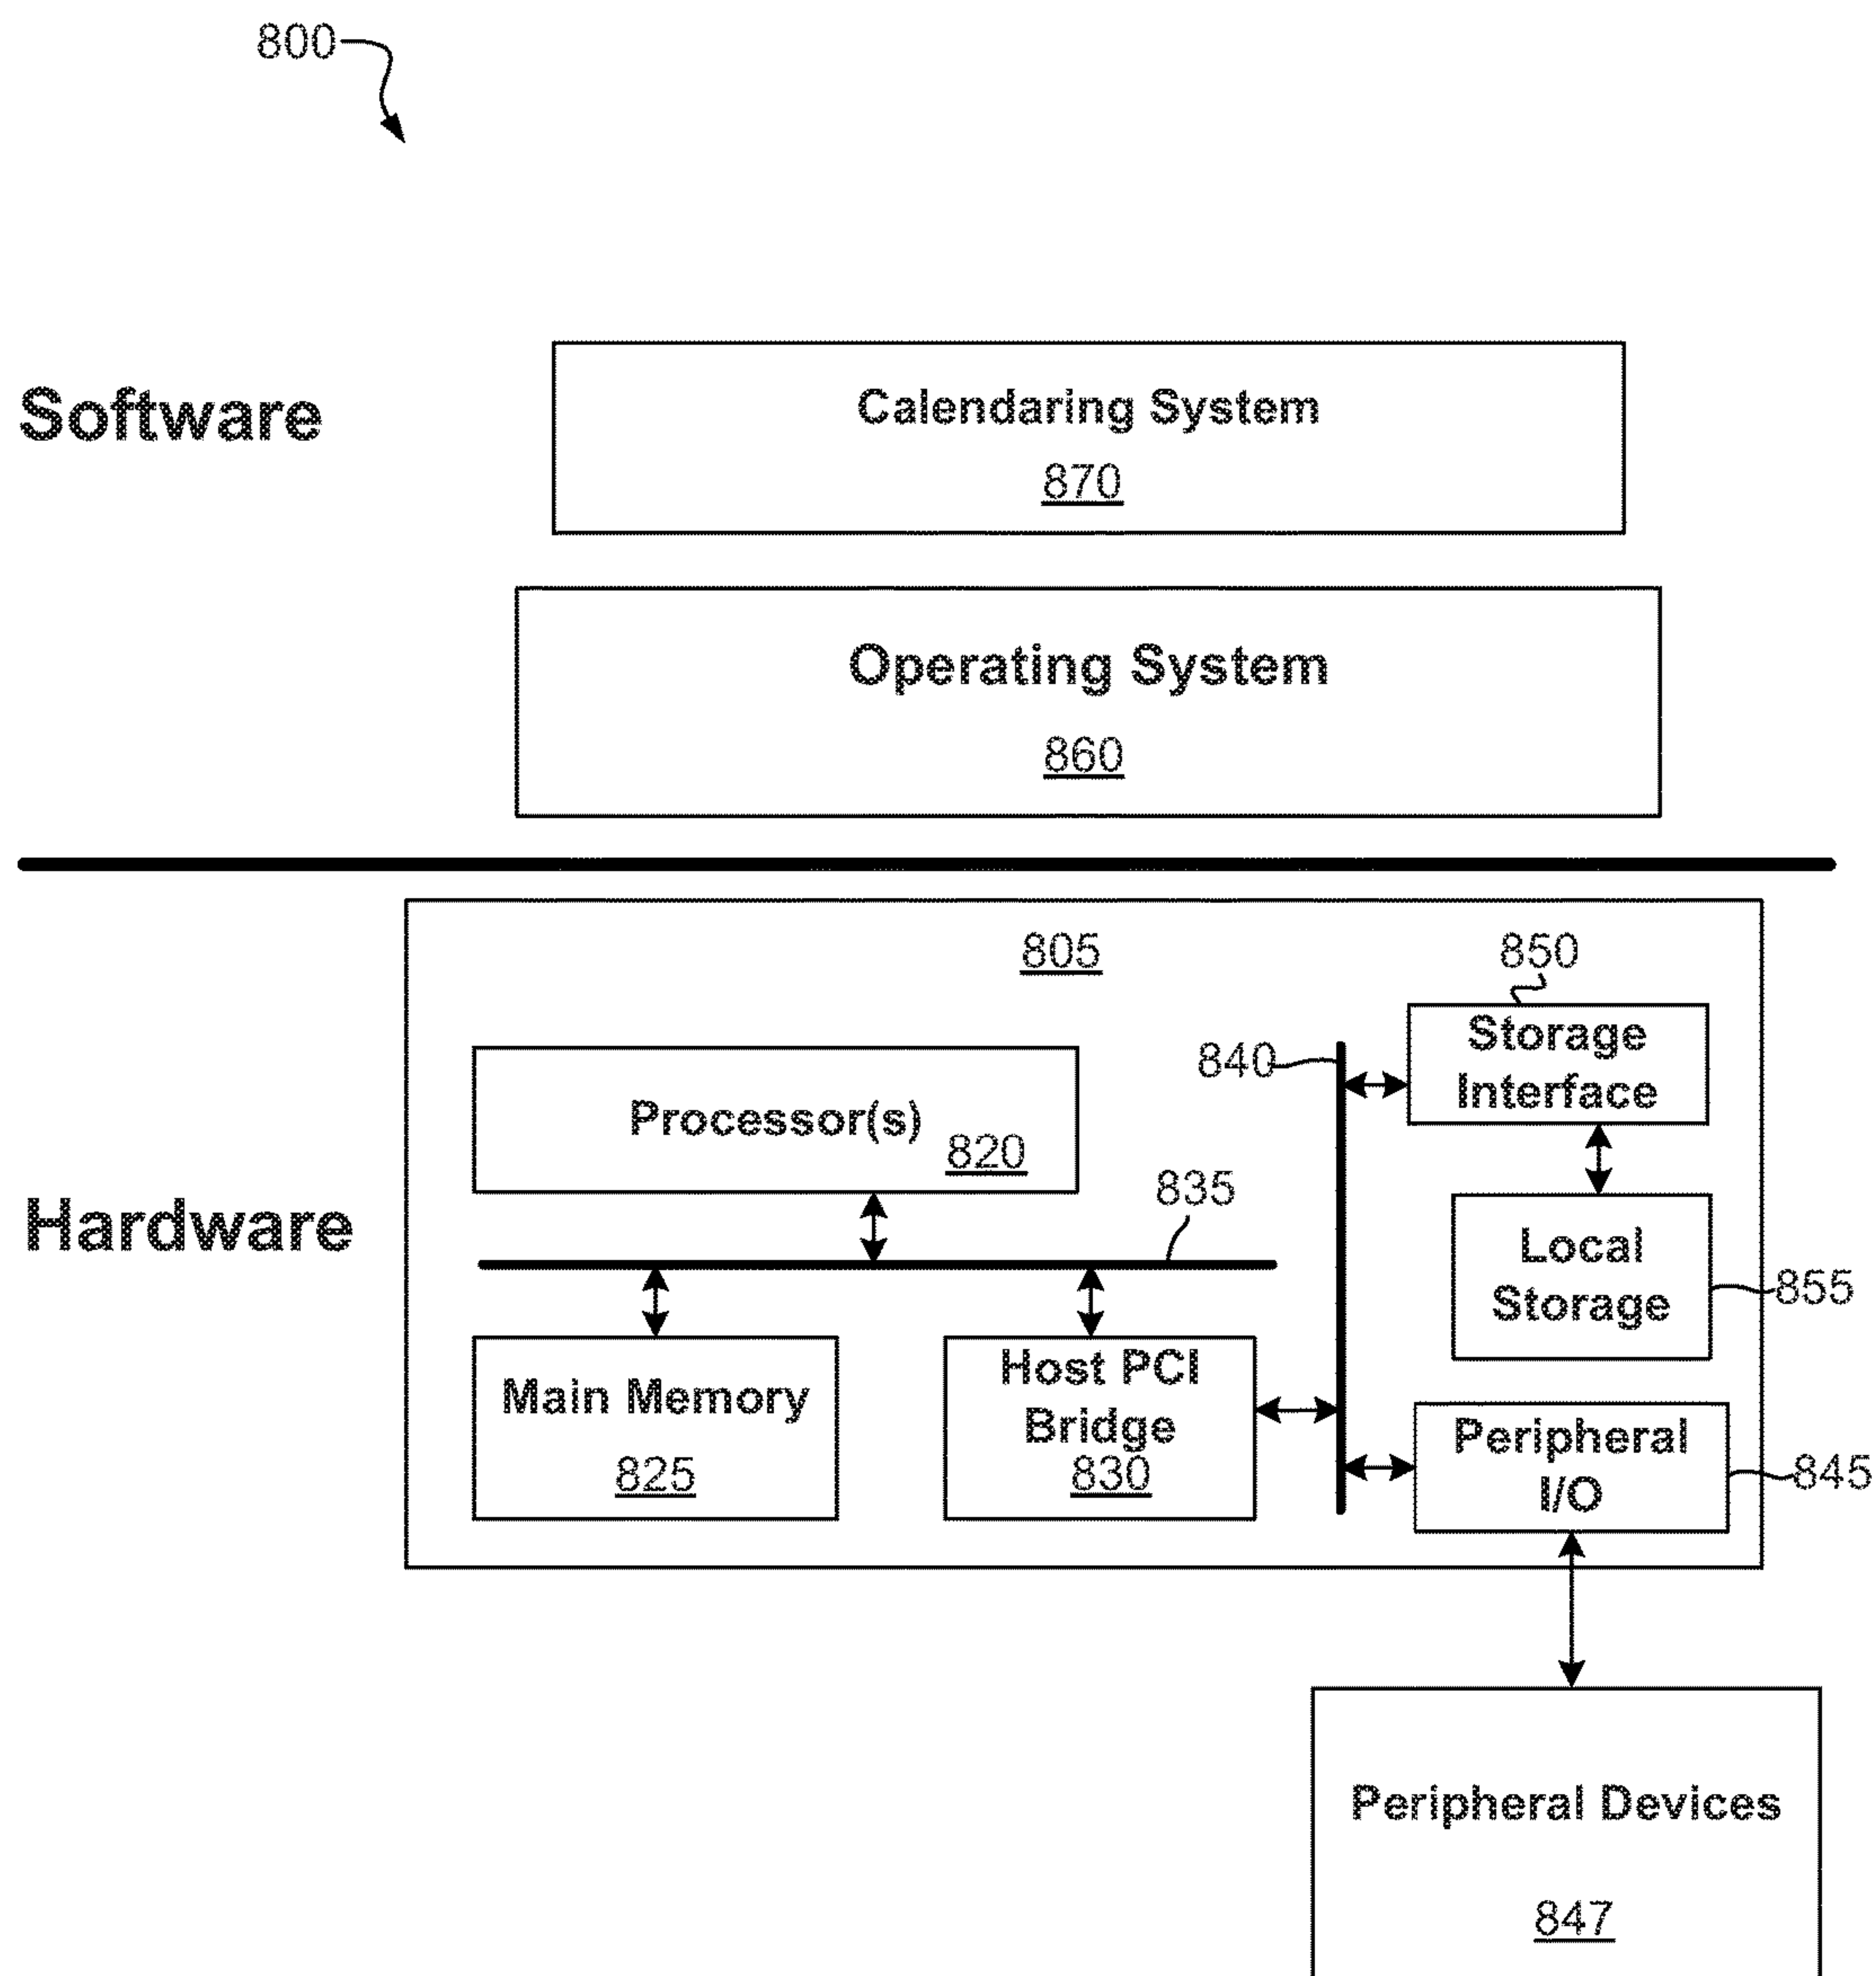 800
Software
Calendaring System
870
Operating System
860
805
850
Storage
Interface
840
Processor(s)
820
835
Hardware
Local
Storage
855
Main Memory
825
Host PCI
Bridge
830
Peripheral
I/O
845
Peripheral Devices
847